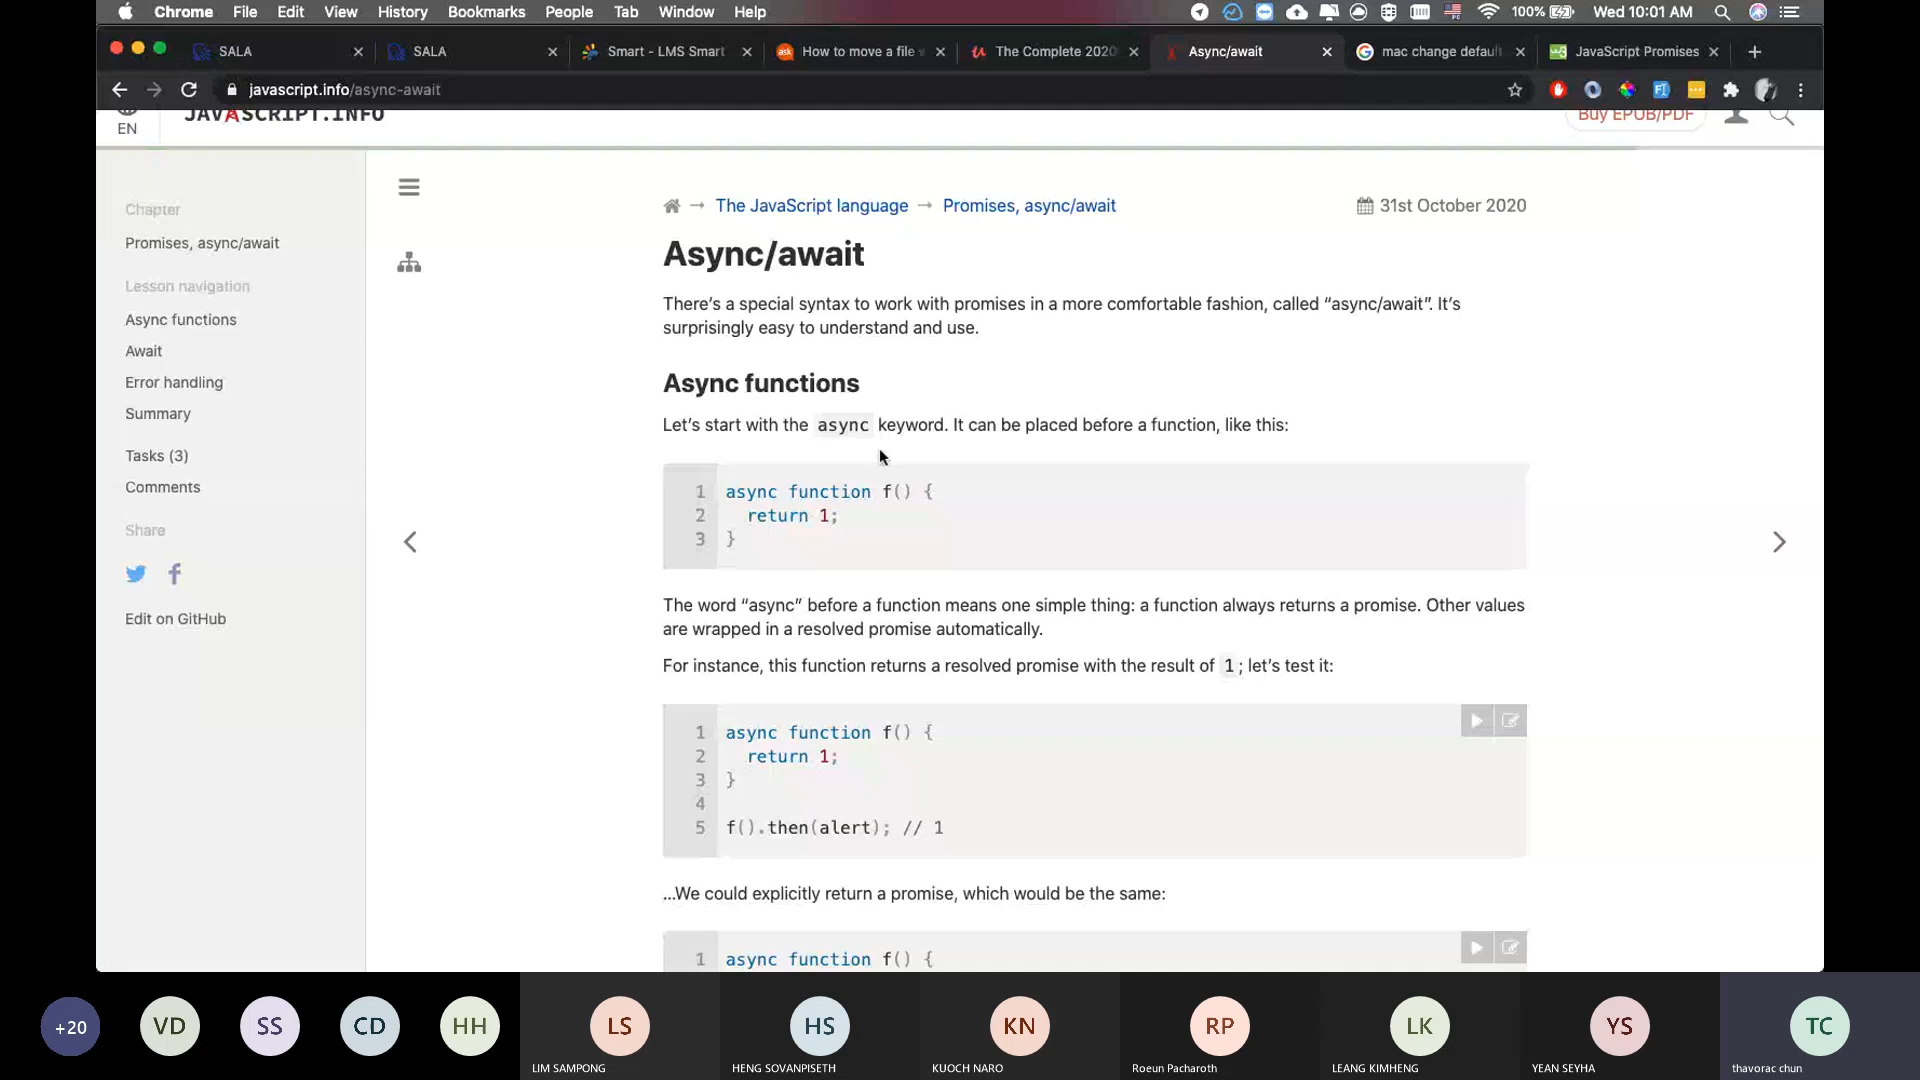 Chrome File Edit View History Bookmarks People Tab Window Help 100% Wed 10:01 AM
SALA SALA Smart - LMS Smart How to move a file The Complete 2020 Async/await mac change default JavaScript Promises
javascript.info/async-await
EN JAVASCRIPT.INFO Buy EPUB/PDF
Chapter
Promises, async/await
Lesson navigation
Async functions
Await
Error handling
Summary
Tasks (3)
Comments
Share
Edit on GitHub
→ The JavaScript language → Promises, async/await 31st October 2020
Async/await
There's a special syntax to work with promises in a more comfortable fashion, called “async/await”. It's
surprisingly easy to understand and use.
Async functions
Let's start with the async keyword. It can be placed before a function, like this:
1 async function f() {
2 return 1;
3 }
The word “async” before a function means one simple thing: a function always returns a promise. Other values
are wrapped in a resolved promise automatically.
For instance, this function returns a resolved promise with the result of 1; let's test it:
1 async function f() {
2 return 1;
3 }
4
5 f().then(alert); // 1
…We could explicitly return a promise, which would be the same:
1 async function f() {
+20 VD SS CD HH LS HS KN RP LK YS TC
LIM SAMPONG HENG SOVANPISETH KUOCH NARO Roeun Pacharoth LEANG KIMHENG YEAN SEYHA thavorac chun